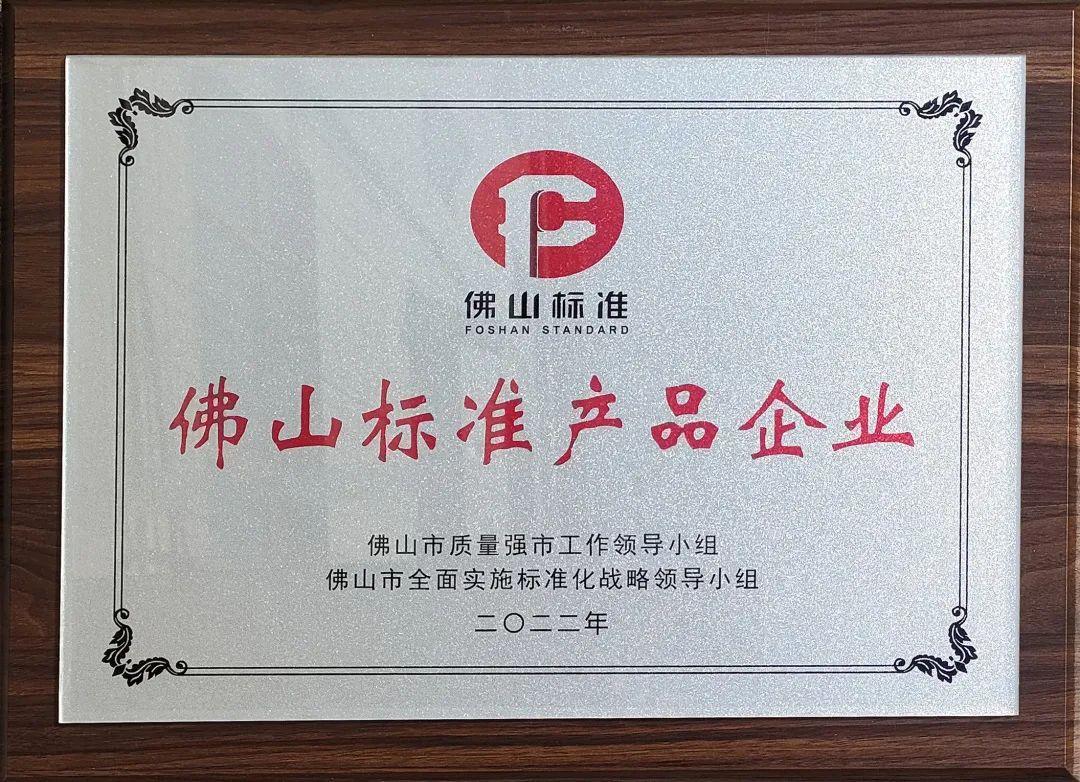 佛山标准
FOSHAN STANDARD
佛山标准产品企业
佛山市质量强市工作领导小组
佛山市全面实施标准化战略领导小组
二〇二二年